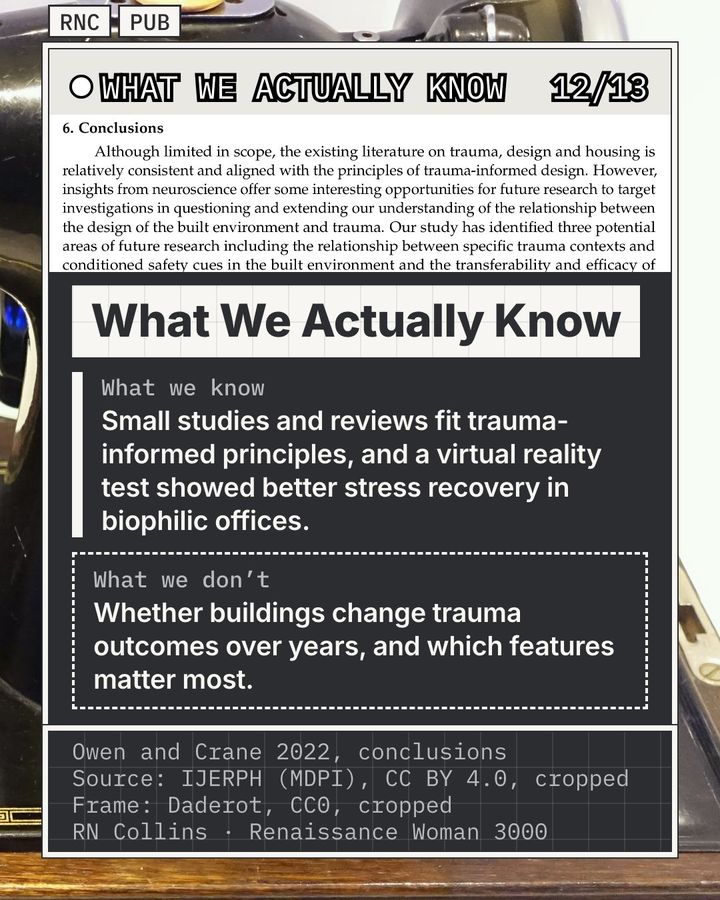 RNC PUB
WHAT WE ACTUALLY KNOW 12/13
6. Conclusions
Although limited in scope, the existing literature on trauma, design and housing is
relatively consistent and aligned with the principles of trauma-informed design. However,
insights from neuroscience offer some interesting opportunities for future research to target
investigations in questioning and extending our understanding of the relationship between
the design of the built environment and trauma. Our study has identified three potential
areas of future research including the relationship between specific trauma contexts and
conditioned safety cues in the built environment and the transferability and efficacy of
What We Actually Know
What we know
Small studies and reviews fit trauma-
informed principles, and a virtual reality
test showed better stress recovery in
biophilic offices.
What we don’t
Whether buildings change trauma
outcomes over years, and which features
matter most.
Owen and Crane 2022, conclusions
Source: IJERPH (MDPI), CC BY 4.0, cropped
Frame: Daderot, CC0, cropped
RN Collins · Renaissance Woman 3000